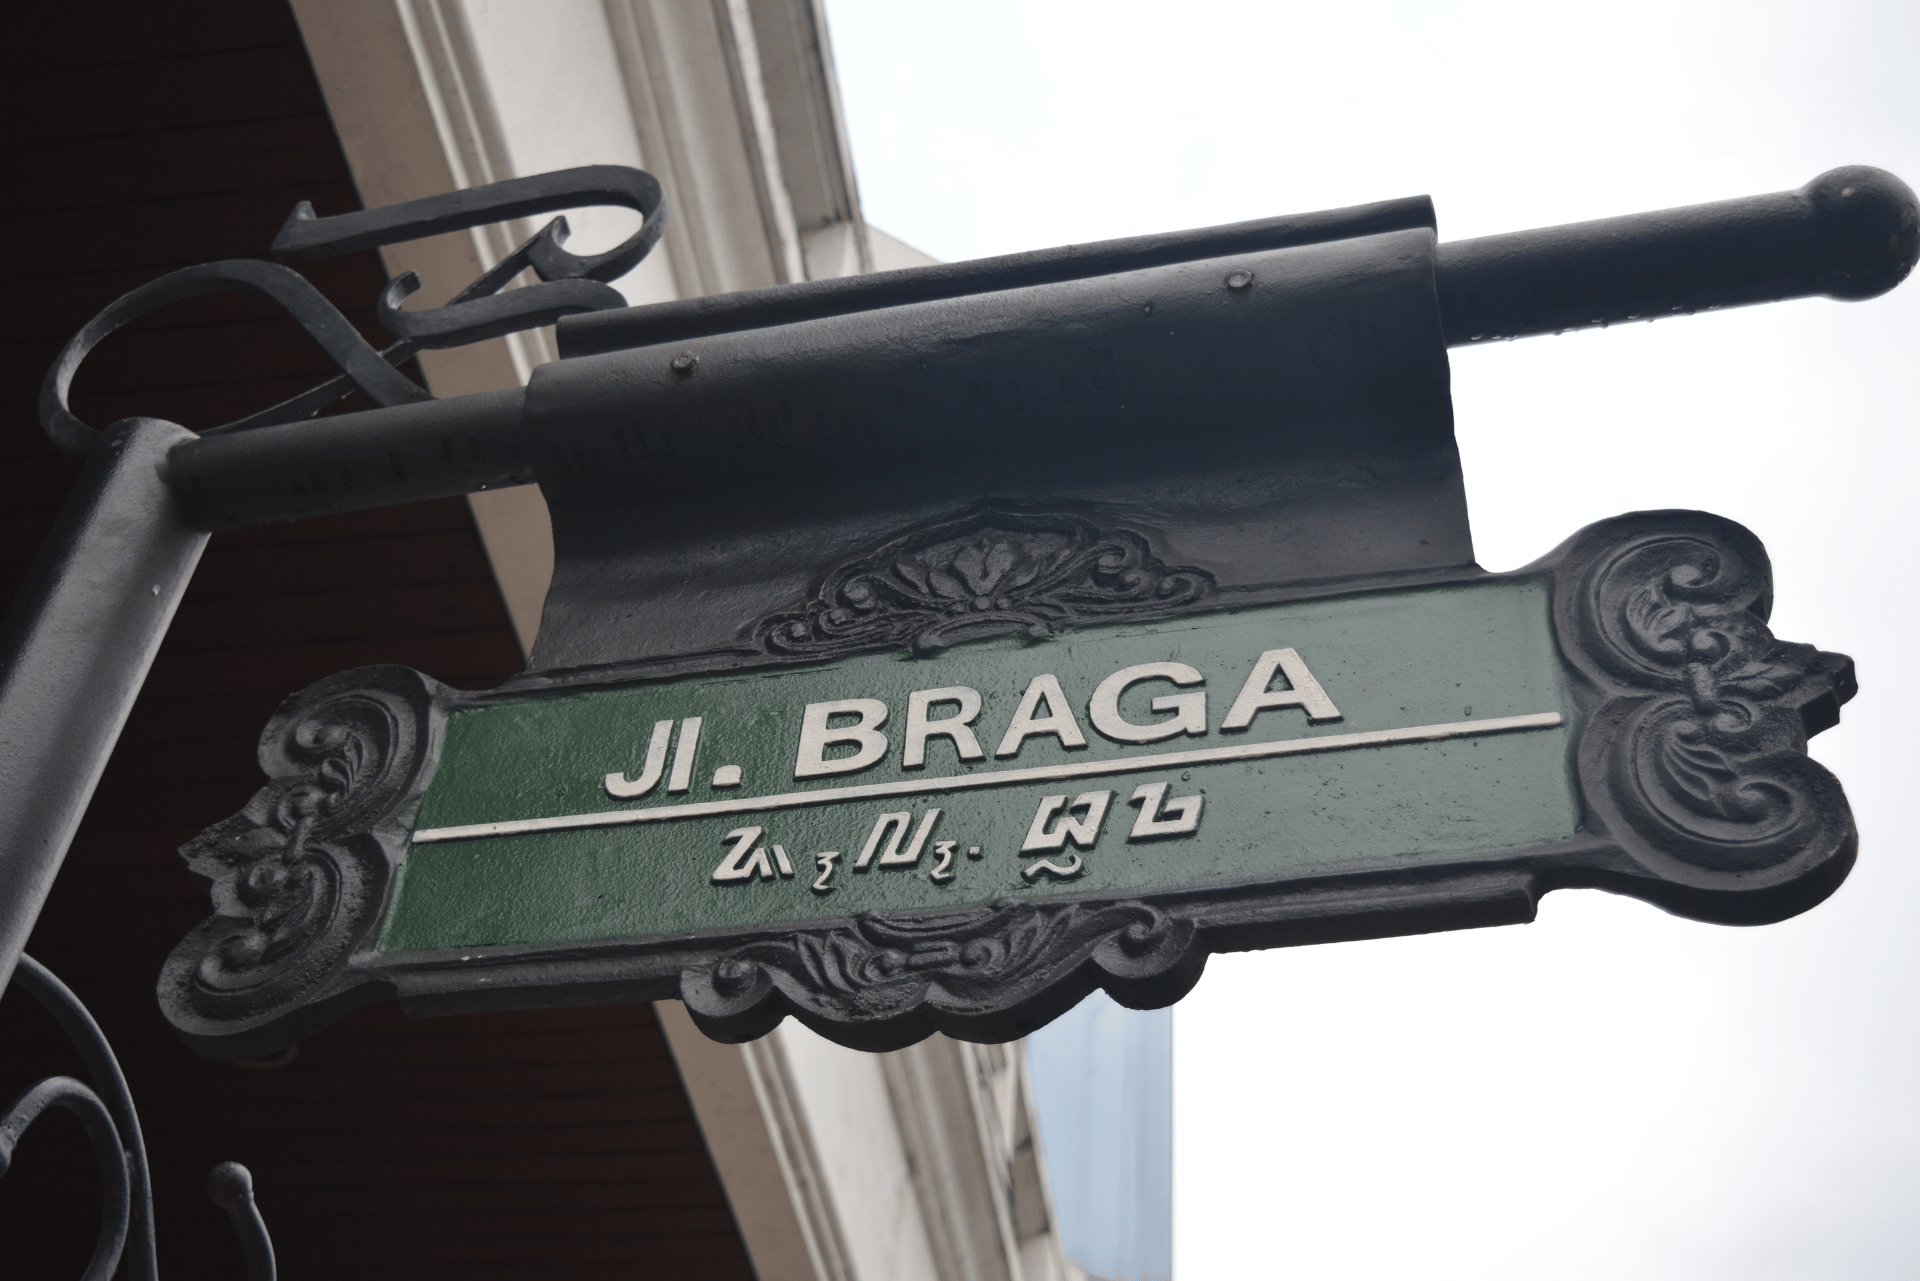 Jl. BRAGA
ᮏ᮪ᮜ᮪. ᮘᮢᮌ